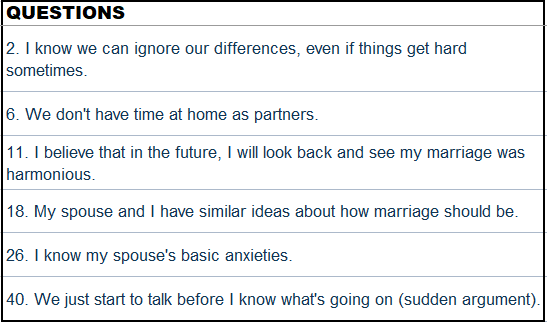 QUESTIONS
2. I know we can ignore our differences, even if things get hard
sometimes.
6. We don't have time at home as partners.
11. I believe that in the future, I will look back and see my marriage was
harmonious.
18. My spouse and I have similar ideas about how marriage should be.
26. I know my spouse's basic anxieties.
40. We just start to talk before I know what's going on (sudden argument).